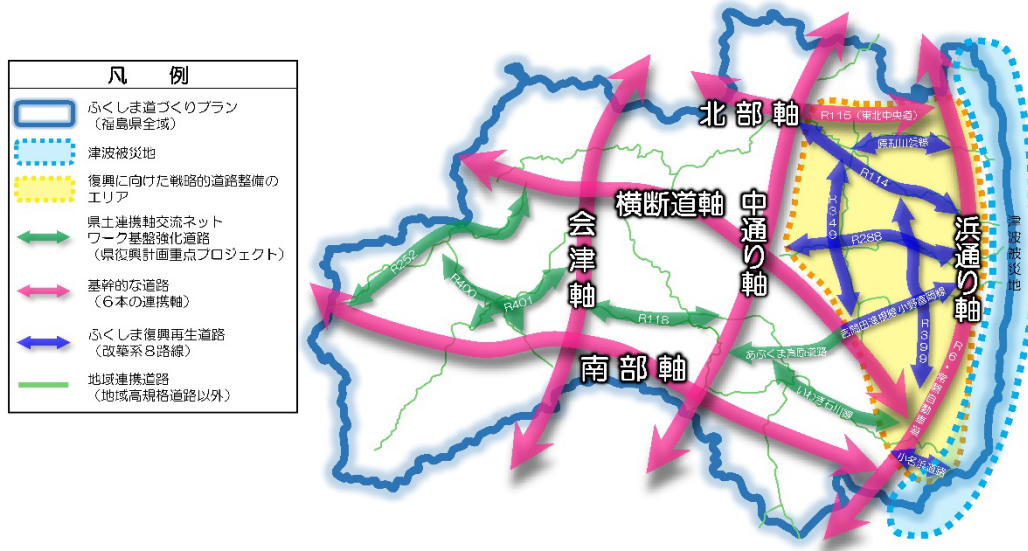 凡 例
ふくしま道づくりプラン
（福島県全域）
津波被災地
復興に向けた戦略的道路整備の
エリア
県土連携軸交流ネット
ワーク基盤強化道路
（県復興計画重点プロジェクト）
基幹的な道路
（６本の連携軸）
ふくしま復興再生道路
（改築系８路線）
地域連携道路
（地域高規格道路以外）
北部軸
R115（東北中央道）
原町川俣線
R114
R349
横断道軸
中通り軸
会津軸
R288
浜通り軸
津波被災地
R252
R400
R401
R118
吉間田滝根線
小野富岡線
R399
あぶくま高原道路
南部軸
いわき石川線
R6・常磐自動車道
小名浜道路